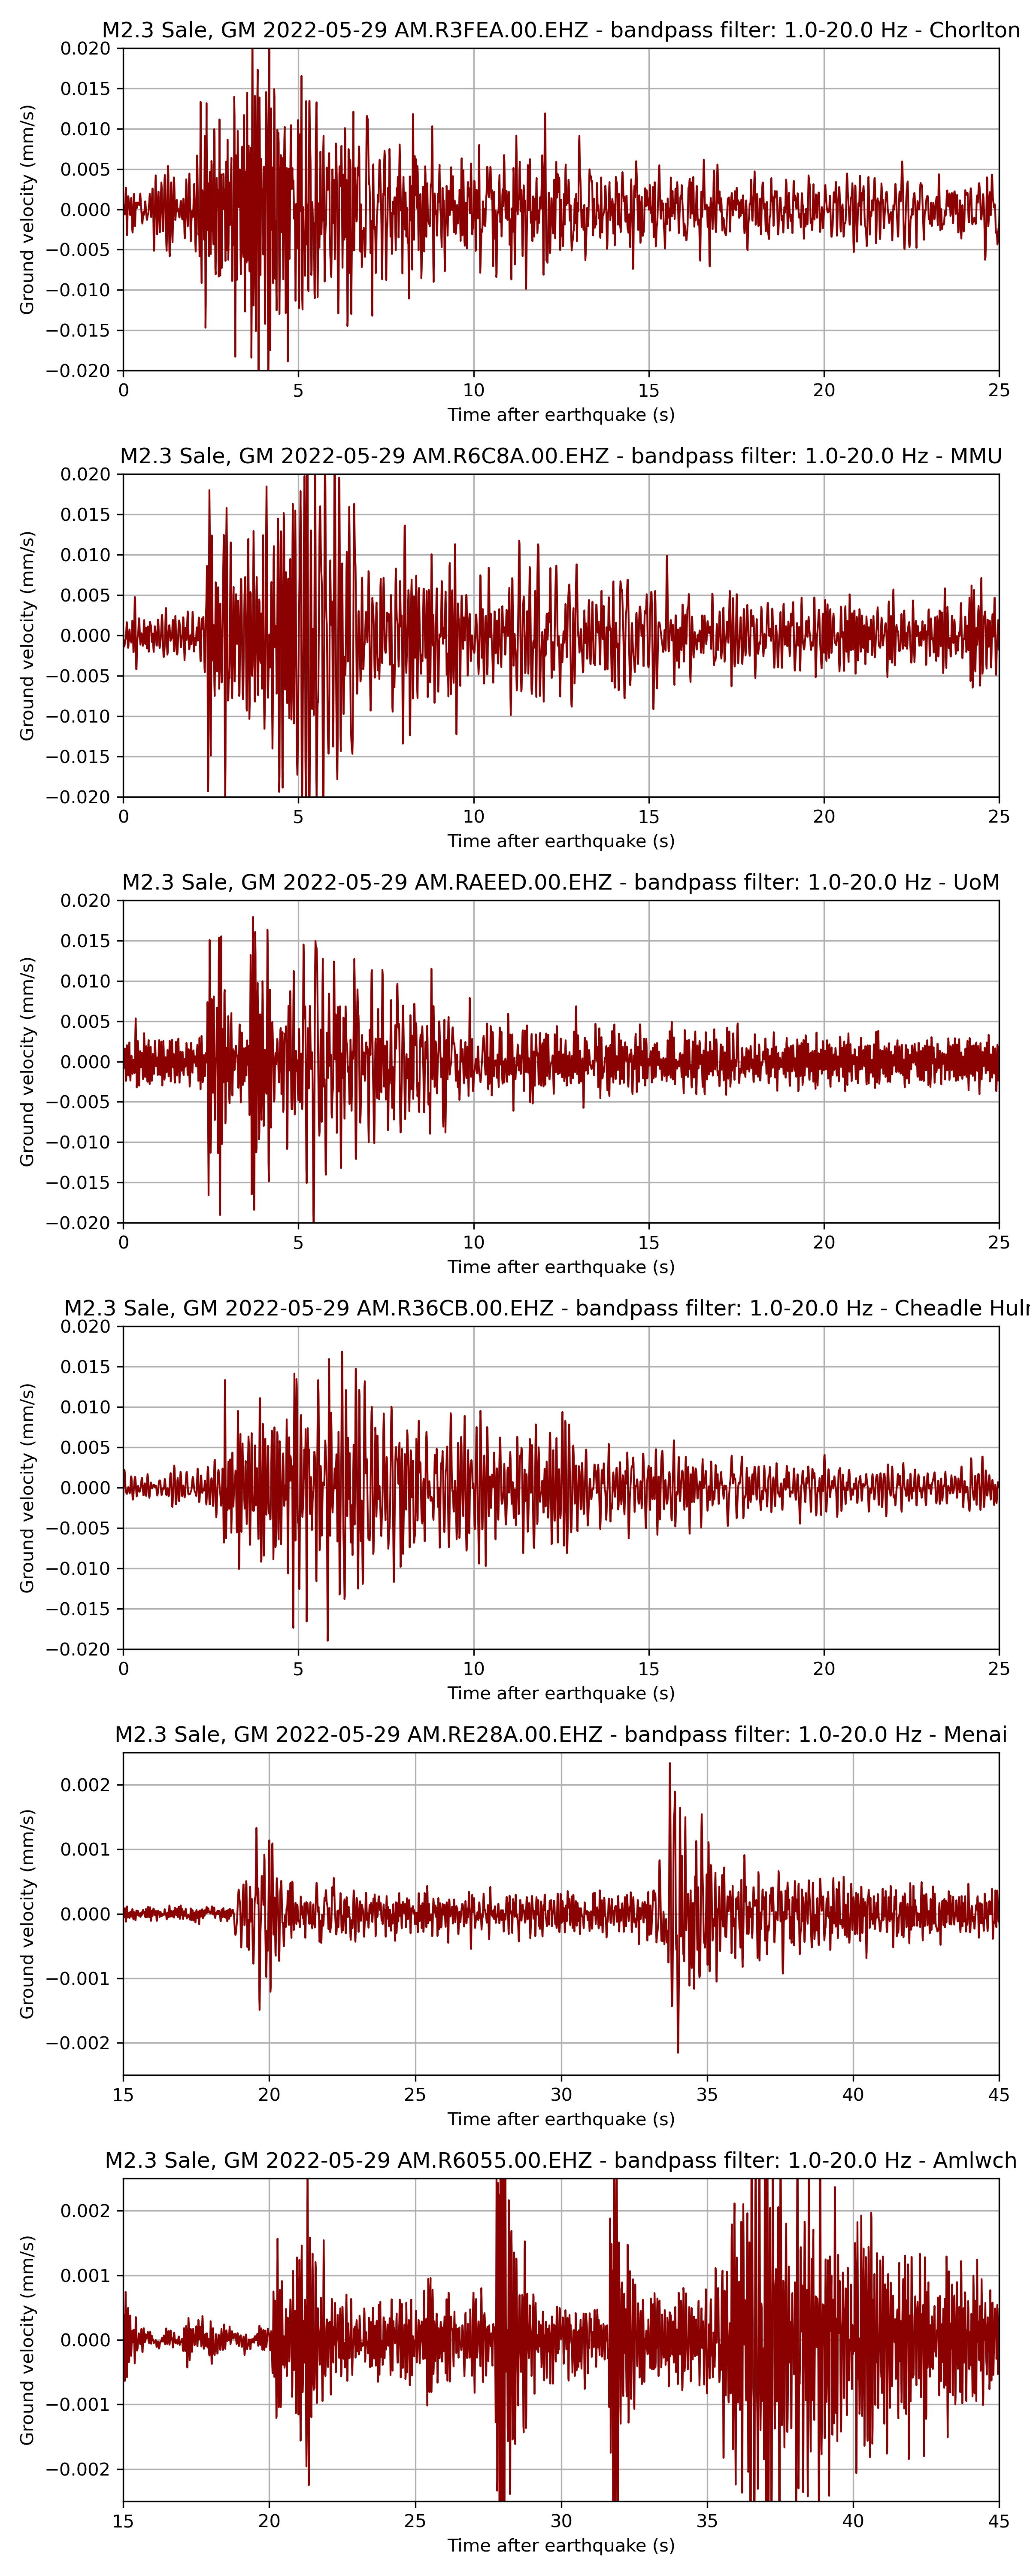 M2.3 Sale, GM 2022-05-29 AM.R3FEA.00.EHZ - bandpass filter: 1.0-20.0 Hz - Chorlton
0.020
0.015
0.010
0.005
0.000
−0.005
−0.010
−0.015
−0.020
Ground velocity (mm/s)
0 5 10 15 20 25
Time after earthquake (s)
M2.3 Sale, GM 2022-05-29 AM.R6C8A.00.EHZ - bandpass filter: 1.0-20.0 Hz - MMU
0.020
0.015
0.010
0.005
0.000
−0.005
−0.010
−0.015
−0.020
Ground velocity (mm/s)
0 5 10 15 20 25
Time after earthquake (s)
M2.3 Sale, GM 2022-05-29 AM.RAEED.00.EHZ - bandpass filter: 1.0-20.0 Hz - UoM
0.020
0.015
0.010
0.005
0.000
−0.005
−0.010
−0.015
−0.020
Ground velocity (mm/s)
0 5 10 15 20 25
Time after earthquake (s)
M2.3 Sale, GM 2022-05-29 AM.R36CB.00.EHZ - bandpass filter: 1.0-20.0 Hz - Cheadle
0.020
0.015
0.010
0.005
0.000
−0.005
−0.010
−0.015
−0.020
Ground velocity (mm/s)
0 5 10 15 20 25
Time after earthquake (s)
M2.3 Sale, GM 2022-05-29 AM.RE28A.00.EHZ - bandpass filter: 1.0-20.0 Hz - Menai
0.002
0.001
0.000
−0.001
−0.002
Ground velocity (mm/s)
15 20 25 30 35 40 45
Time after earthquake (s)
M2.3 Sale, GM 2022-05-29 AM.R6055.00.EHZ - bandpass filter: 1.0-20.0 Hz - Amlwch
0.002
0.001
0.000
−0.001
−0.002
Ground velocity (mm/s)
15 20 25 30 35 40 45
Time after earthquake (s)